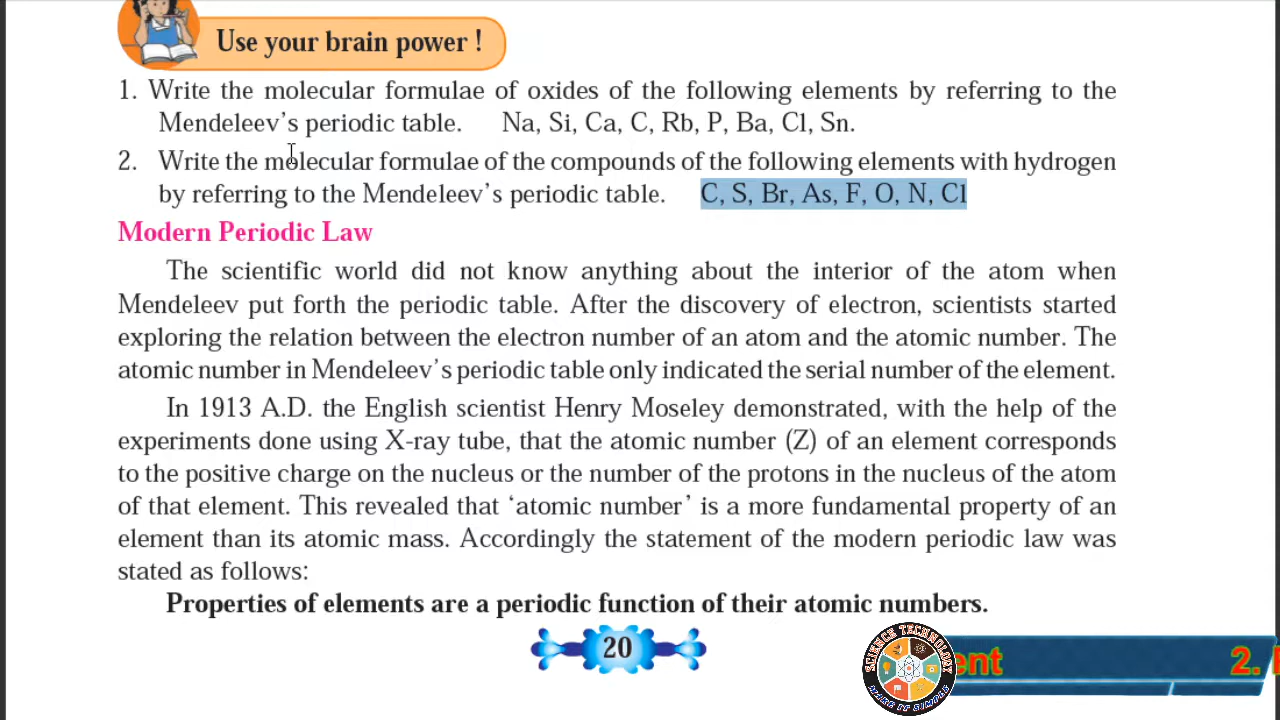 Use your brain power !
1. Write the molecular formulae of oxides of the following elements by referring to the
Mendeleev's periodic table. Na, Si, Ca, C, Rb, P, Ba, Cl, Sn.
2. Write the molecular formulae of the compounds of the following elements with hydrogen
by referring to the Mendeleev's periodic table. C, S, Br, As, F, O, N, Cl
Modern Periodic Law
The scientific world did not know anything about the interior of the atom when
Mendeleev put forth the periodic table. After the discovery of electron, scientists started
exploring the relation between the electron number of an atom and the atomic number. The
atomic number in Mendeleev's periodic table only indicated the serial number of the element.
In 1913 A.D. the English scientist Henry Moseley demonstrated, with the help of the
experiments done using X-ray tube, that the atomic number (Z) of an element corresponds
to the positive charge on the nucleus or the number of the protons in the nucleus of the atom
of that element. This revealed that 'atomic number' is a more fundamental property of an
element than its atomic mass. Accordingly the statement of the modern periodic law was
stated as follows:
Properties of elements are a periodic function of their atomic numbers.
20
SCIENCE TECHNOLOGY
MAKE IT SIMPLE
ent
2.